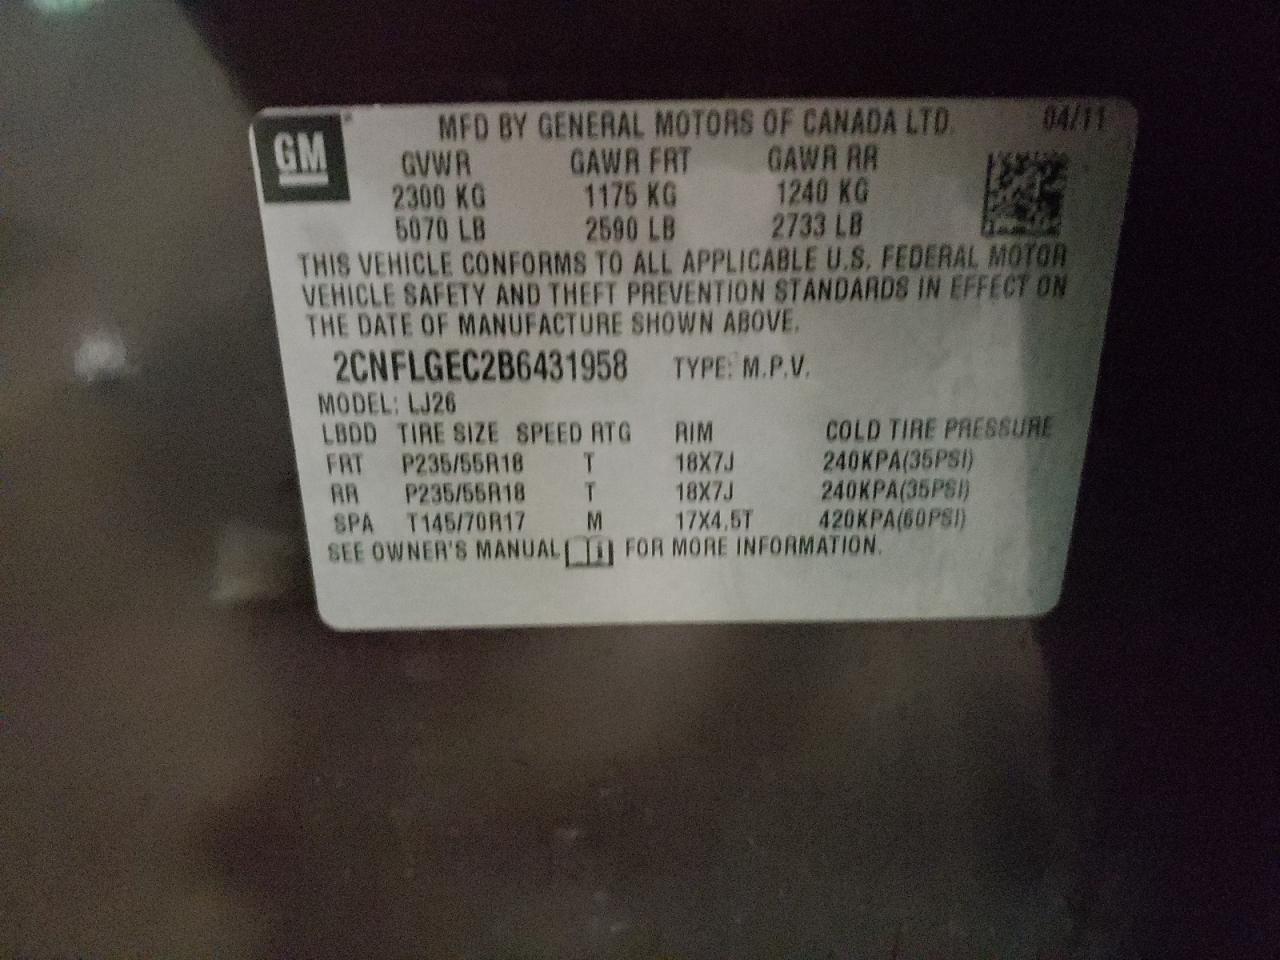 GM
MFD BY GENERAL MOTORS OF CANADA LTD. 04/11
GVWR GAWR FRT GAWR RR
2300 KG 1175 KG 1240 KG
5070 LB 2590 LB 2733 LB
THIS VEHICLE CONFORMS TO ALL APPLICABLE U.S. FEDERAL MOTOR
VEHICLE SAFETY AND THEFT PREVENTION STANDARDS IN EFFECT ON
THE DATE OF MANUFACTURE SHOWN ABOVE.
2CNFLGEC2B6431958 TYPE: M.P.V.
MODEL: LJ26
LBDD TIRE SIZE SPEED RTG RIM COLD TIRE PRESSURE
FRT P235/55R18 T 18X7J 240KPA(35PSI)
RR P235/55R18 T 18X7J 240KPA(35PSI)
SPA T145/70R17 M 17X4.5T 420KPA(60PSI)
SEE OWNER'S MANUAL FOR MORE INFORMATION.